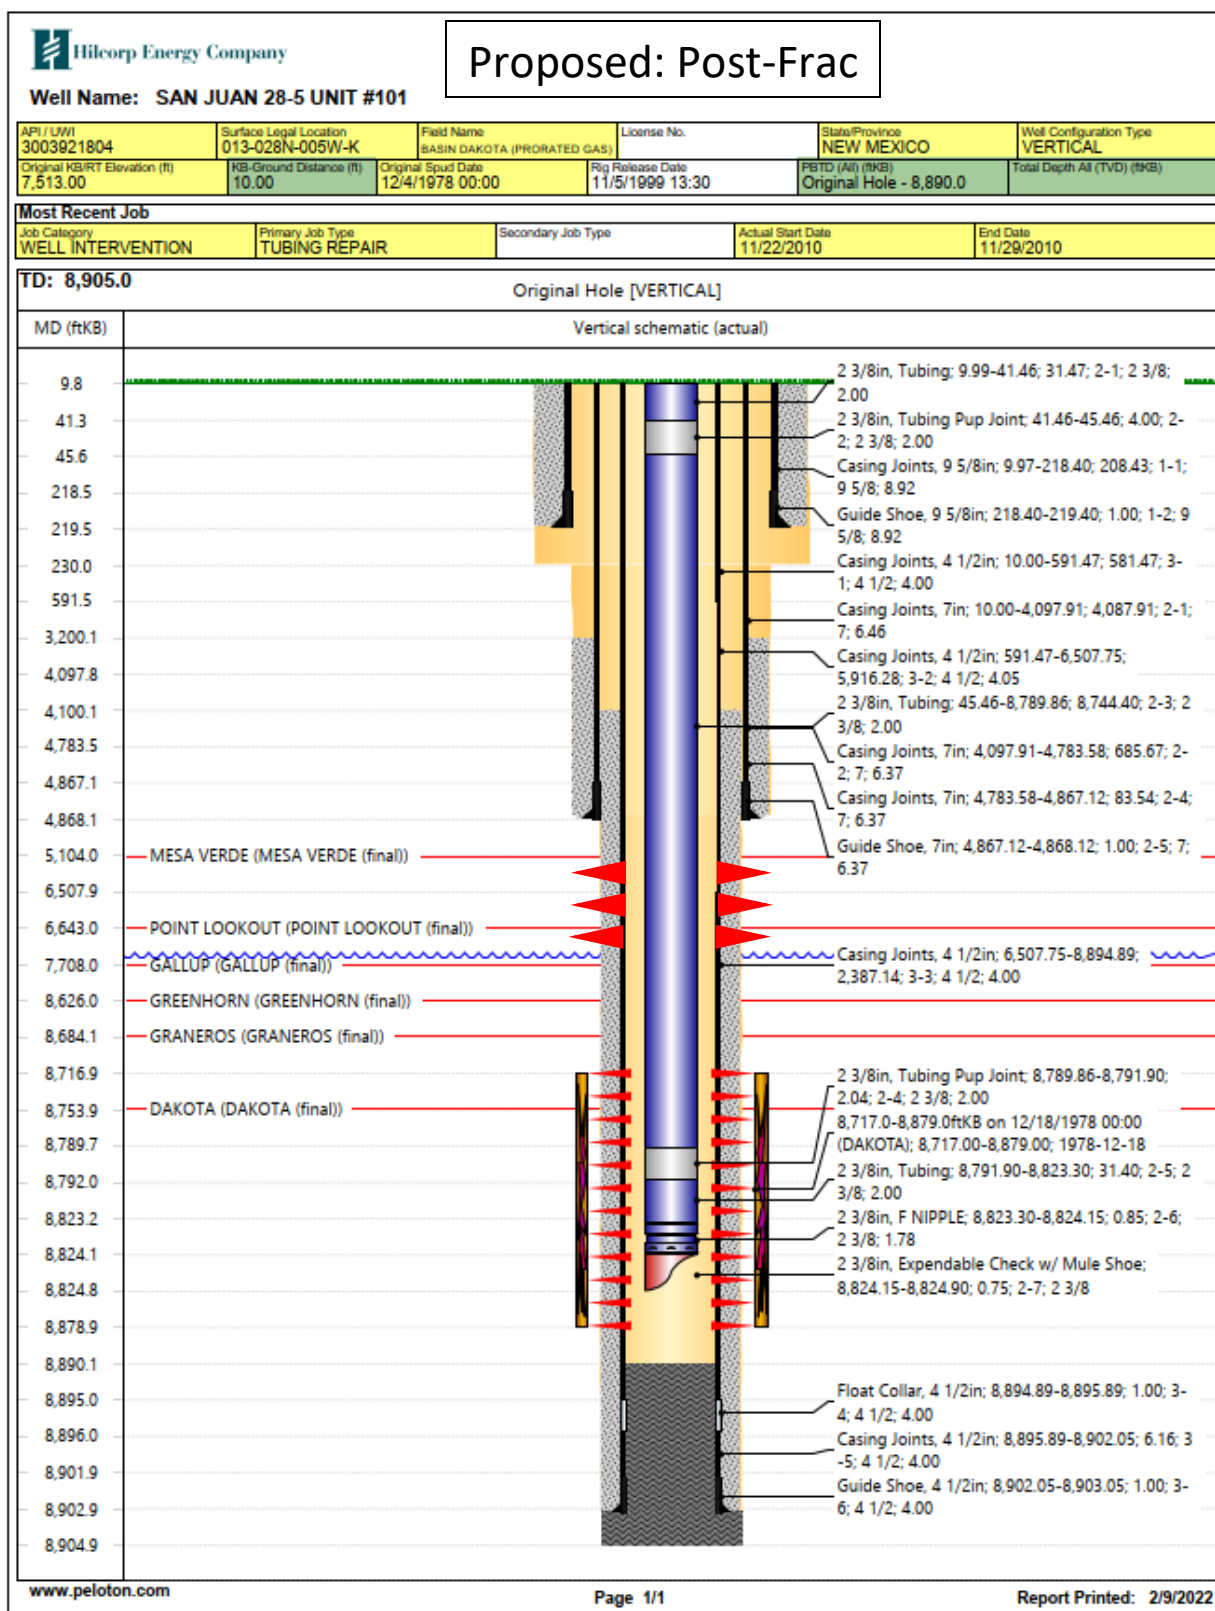 Hilcorp Energy Company
Proposed: Post-Frac
Well Name: SAN JUAN 28-5 UNIT #101
API / UWI
3003921804
Surface Legal Location
013-028N-005W-K
Field Name
BASIN DAKOTA (PRORATED GAS)
License No.
State/Province
NEW MEXICO
Well Configuration Type
VERTICAL
Original KB/RT Elevation (ft)
7,513.00
KB-Ground Distance (ft)
10.00
Original Spud Date
12/4/1978 00:00
Rig Release Date
11/5/1999 13:30
PBTD (All) (ftKB)
Original Hole - 8,890.0
Total Depth All (TVD) (ftKB)
Most Recent Job
Job Category
WELL INTERVENTION
Primary Job Type
TUBING REPAIR
Secondary Job Type
Actual Start Date
11/22/2010
End Date
11/29/2010
TD: 8,905.0
Original Hole [VERTICAL]
MD (ftKB)
Vertical schematic (actual)
9.8
41.3
45.6
218.5
219.5
230.0
591.5
3,200.1
4,097.8
4,100.1
4,783.5
4,867.1
4,868.1
5,104.0
6,507.9
6,643.0
7,708.0
8,626.0
8,684.1
8,716.9
8,753.9
8,789.7
8,792.0
8,823.2
8,824.1
8,824.8
8,878.9
8,890.1
8,895.0
8,896.0
8,901.9
8,902.9
8,904.9
MESA VERDE (MESA VERDE (final))
POINT LOOKOUT (POINT LOOKOUT (final))
GALLUP (GALLUP (final))
GREENHORN (GREENHORN (final))
GRANEROS (GRANEROS (final))
DAKOTA (DAKOTA (final))
2 3/8in, Tubing; 9.99-41.46; 31.47; 2-1; 2 3/8;
2.00
2 3/8in, Tubing Pup Joint; 41.46-45.46; 4.00; 2-
2; 2 3/8; 2.00
Casing Joints, 9 5/8in; 9.97-218.40; 208.43; 1-1;
9 5/8; 8.92
Guide Shoe, 9 5/8in; 218.40-219.40; 1.00; 1-2; 9
5/8; 8.92
Casing Joints, 4 1/2in; 10.00-591.47; 581.47; 3-
1; 4 1/2; 4.00
Casing Joints, 7in; 10.00-4,097.91; 4,087.91; 2-1;
7; 6.46
Casing Joints, 4 1/2in; 591.47-6,507.75;
5,916.28; 3-2; 4 1/2; 4.05
2 3/8in, Tubing; 45.46-8,789.86; 8,744.40; 2-3; 2
3/8; 2.00
Casing Joints, 7in; 4,097.91-4,783.58; 685.67; 2-
2; 7; 6.37
Casing Joints, 7in; 4,783.58-4,867.12; 83.54; 2-4;
7; 6.37
Guide Shoe, 7in; 4,867.12-4,868.12; 1.00; 2-5; 7;
6.37
Casing Joints, 4 1/2in; 6,507.75-8,894.89;
2,387.14; 3-3; 4 1/2; 4.00
2 3/8in, Tubing Pup Joint; 8,789.86-8,791.90;
2.04; 2-4; 2 3/8; 2.00
8,717.0-8,879.0ftKB on 12/18/1978 00:00
(DAKOTA); 8,717.00-8,879.00; 1978-12-18
2 3/8in, Tubing; 8,791.90-8,823.30; 31.40; 2-5; 2
3/8; 2.00
2 3/8in, F NIPPLE; 8,823.30-8,824.15; 0.85; 2-6;
2 3/8; 1.78
2 3/8in, Expendable Check w/ Mule Shoe;
8,824.15-8,824.90; 0.75; 2-7; 2 3/8
Float Collar, 4 1/2in; 8,894.89-8,895.89; 1.00; 3-
4; 4 1/2; 4.00
Casing Joints, 4 1/2in; 8,895.89-8,902.05; 6.16; 3
-5; 4 1/2; 4.00
Guide Shoe, 4 1/2in; 8,902.05-8,903.05; 1.00; 3-
6; 4 1/2; 4.00
www.peloton.com
Page 1/1
Report Printed: 2/9/2022